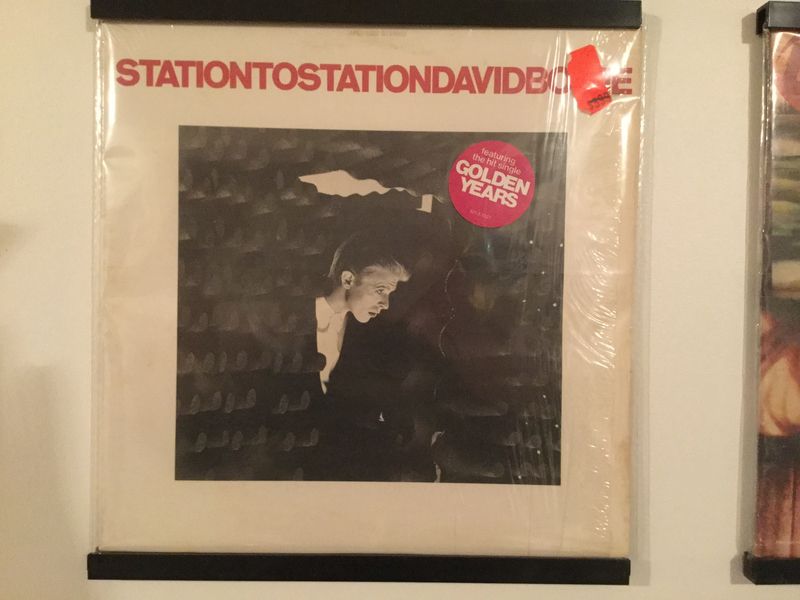 STATIONTOSTATIONDAVIDBO E
featuring
the hit single
GOLDEN
YEARS